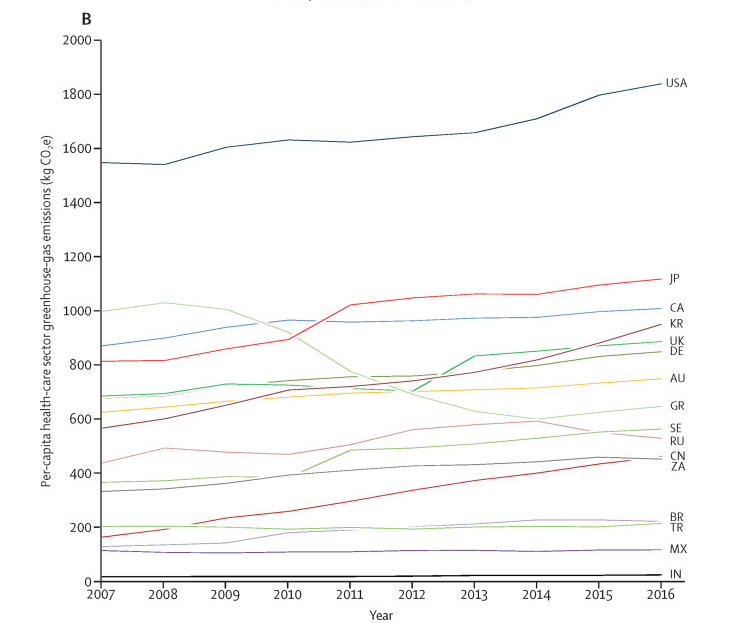 B
Per-capita health-care sector greenhouse-gas emissions (kg CO₂e)
2000
1800
1600
1400
1200
1000
800
600
400
200
0
USA
JP
CA
KR
UK
DE
AU
GR
SE
RU
CN
ZA
BR
TR
MX
IN
2007 2008 2009 2010 2011 2012 2013 2014 2015 2016
Year